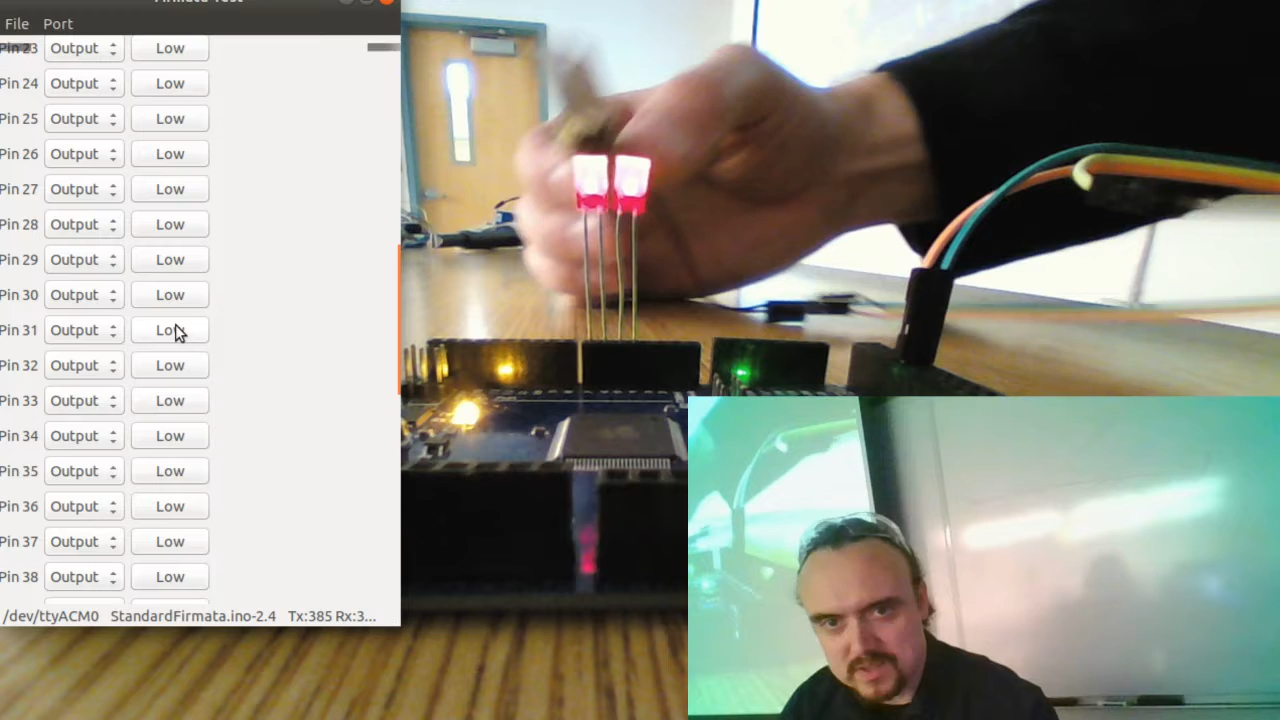 Firmata Test
File Port
Pin 23 Output Low
Pin 24 Output Low
Pin 25 Output Low
Pin 26 Output Low
Pin 27 Output Low
Pin 28 Output Low
Pin 29 Output Low
Pin 30 Output Low
Pin 31 Output Low
Pin 32 Output Low
Pin 33 Output Low
Pin 34 Output Low
Pin 35 Output Low
Pin 36 Output Low
Pin 37 Output Low
Pin 38 Output Low
/dev/ttyACM0 StandardFirmata.ino-2.4 Tx:385 Rx:3...